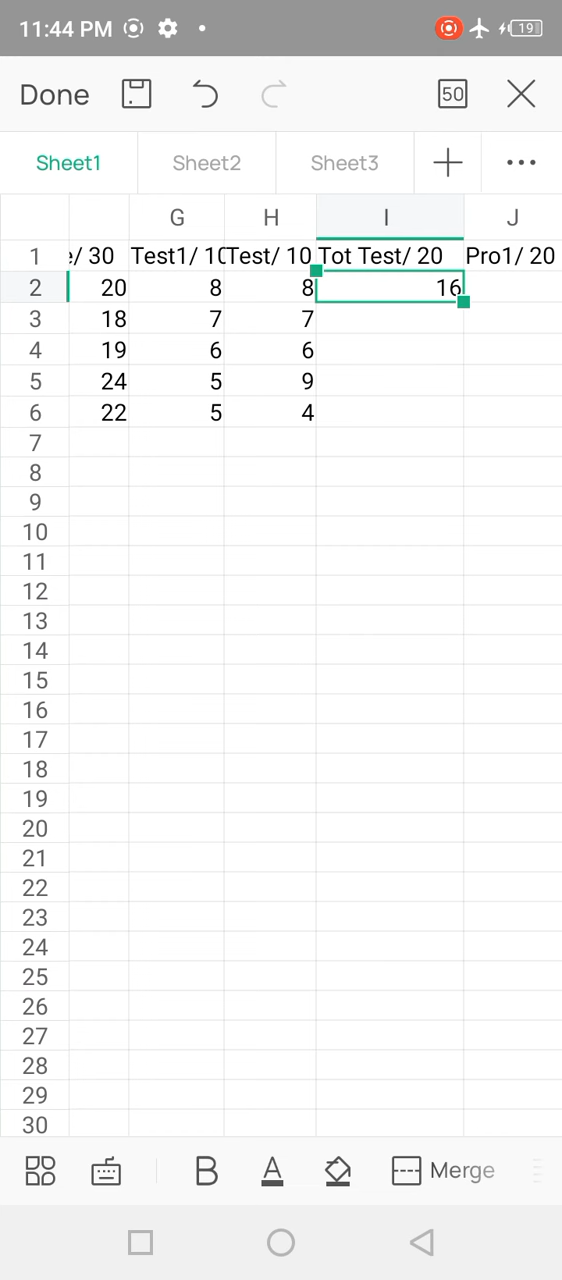 11:44 PM 19
Done 50
Sheet1 Sheet2 Sheet3
G H I J
1 e/ 30 Test1/ 10 Test/ 10 Tot Test/ 20 Pro1/ 20
2 20 8 8 16
3 18 7 7
4 19 6 6
5 24 5 9
6 22 5 4
7
8
9
10
11
12
13
14
15
16
17
18
19
20
21
22
23
24
25
26
27
28
29
30
B A Merge